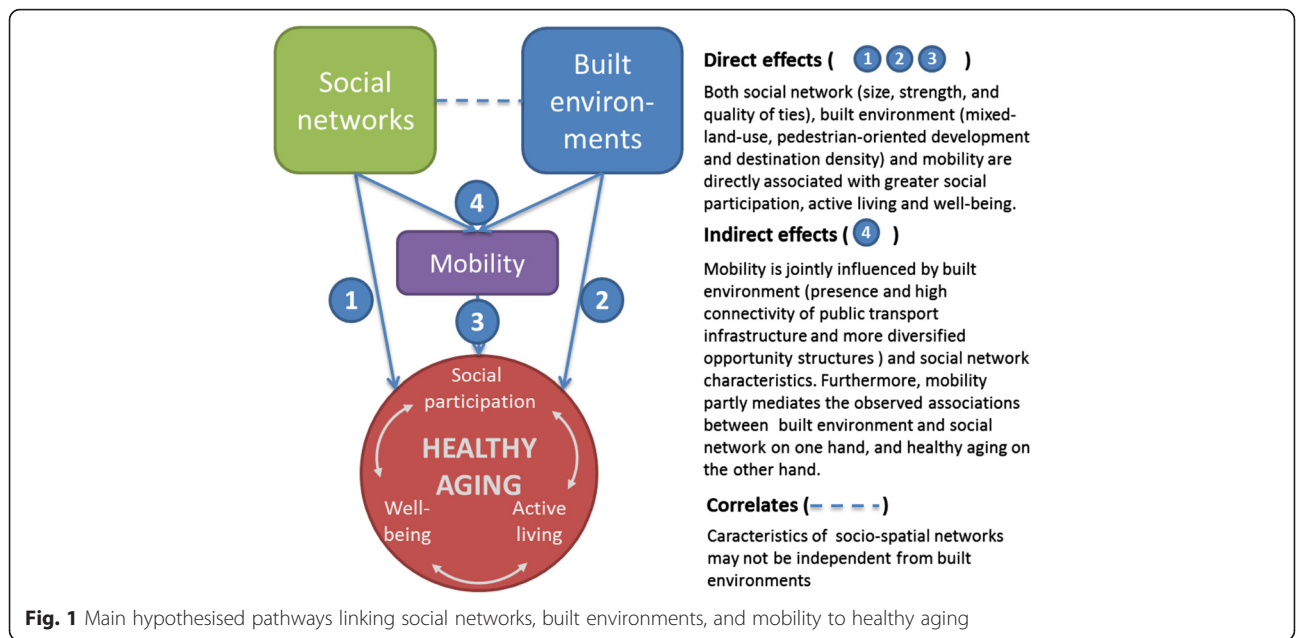 Social
networks
Built
environ-
ments
4
Mobility
1
3
2
Social
participation
HEALTHY
AGING
Well-
being
Active
living
Direct effects ( 1 2 3 )
Both social network (size, strength, and
quality of ties), built environment (mixed-
land-use, pedestrian-oriented development
and destination density) and mobility are
directly associated with greater social
participation, active living and well-being.
Indirect effects ( 4 )
Mobility is jointly influenced by built
environment (presence and high
connectivity of public transport
infrastructure and more diversified
opportunity structures ) and social network
characteristics. Furthermore, mobility
partly mediates the observed associations
between built environment and social
network on one hand, and healthy aging on
the other hand.
Correlates (- - - - -)
Caracteristics of socio-spatial networks
may not be independent from built
environments
Fig. 1 Main hypothesised pathways linking social networks, built environments, and mobility to healthy aging